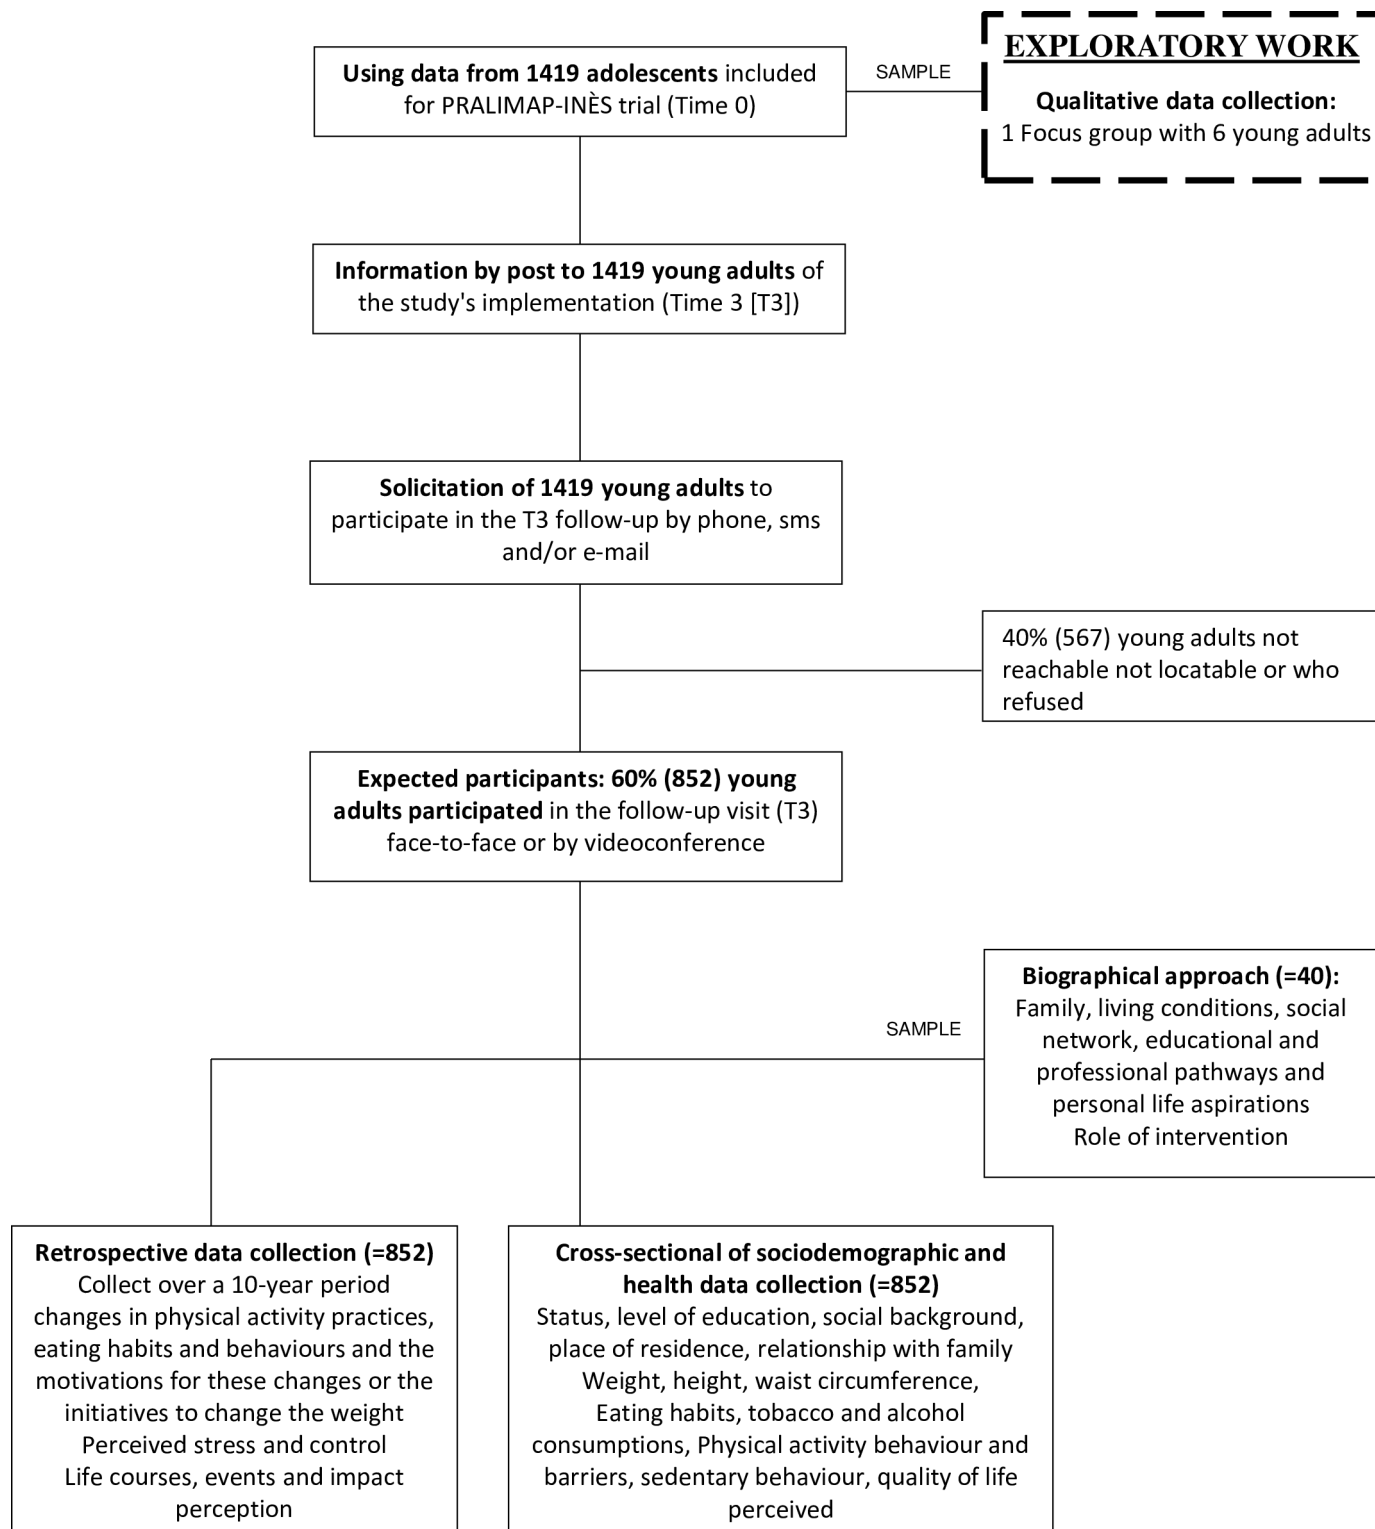 EXPLORATORY WORK
Using data from 1419 adolescents included
for PRALIMAP-INÈS trial (Time 0)
SAMPLE
Qualitative data collection:
1 Focus group with 6 young adults
Information by post to 1419 young adults of
the study's implementation (Time 3 [T3])
Solicitation of 1419 young adults to
participate in the T3 follow-up by phone, sms
and/or e-mail
40% (567) young adults not
reachable not locatable or who
refused
Expected participants: 60% (852) young
adults participated in the follow-up visit (T3)
face-to-face or by videoconference
SAMPLE
Biographical approach (=40):
Family, living conditions, social
network, educational and
professional pathways and
personal life aspirations
Role of intervention
Retrospective data collection (=852)
Collect over a 10-year period
changes in physical activity practices,
eating habits and behaviours and the
motivations for these changes or the
initiatives to change the weight
Perceived stress and control
Life courses, events and impact
perception
Cross-sectional of sociodemographic and
health data collection (=852)
Status, level of education, social background,
place of residence, relationship with family
Weight, height, waist circumference,
Eating habits, tobacco and alcohol
consumptions, Physical activity behaviour and
barriers, sedentary behaviour, quality of life
perceived